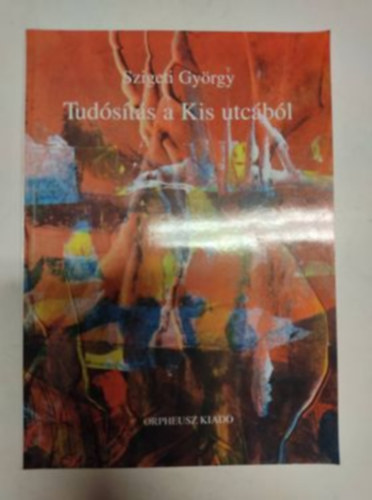 Szigeti György
Tudósítás a Kis utcából
ORPHEUSZ KIADÓ